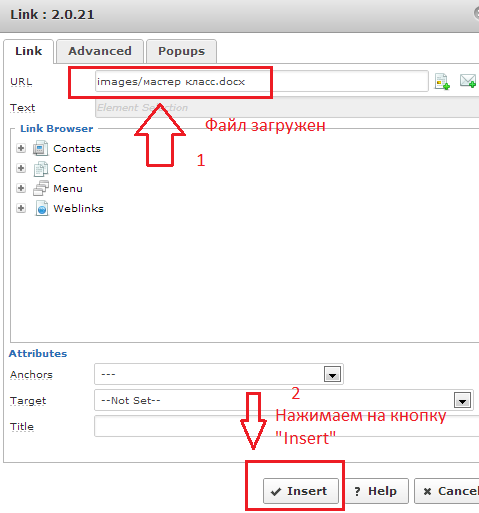 Link : 2.0.21
Link Advanced Popups
URL images/мастер класс.docx
Text Element Selection
Файл загружен
1
Link Browser
Contacts
Content
Menu
Weblinks
Attributes
Anchors ---
Target --Not Set--
2
Title
Нажимаем на кнопку
"Insert"
Insert ? Help Cancel